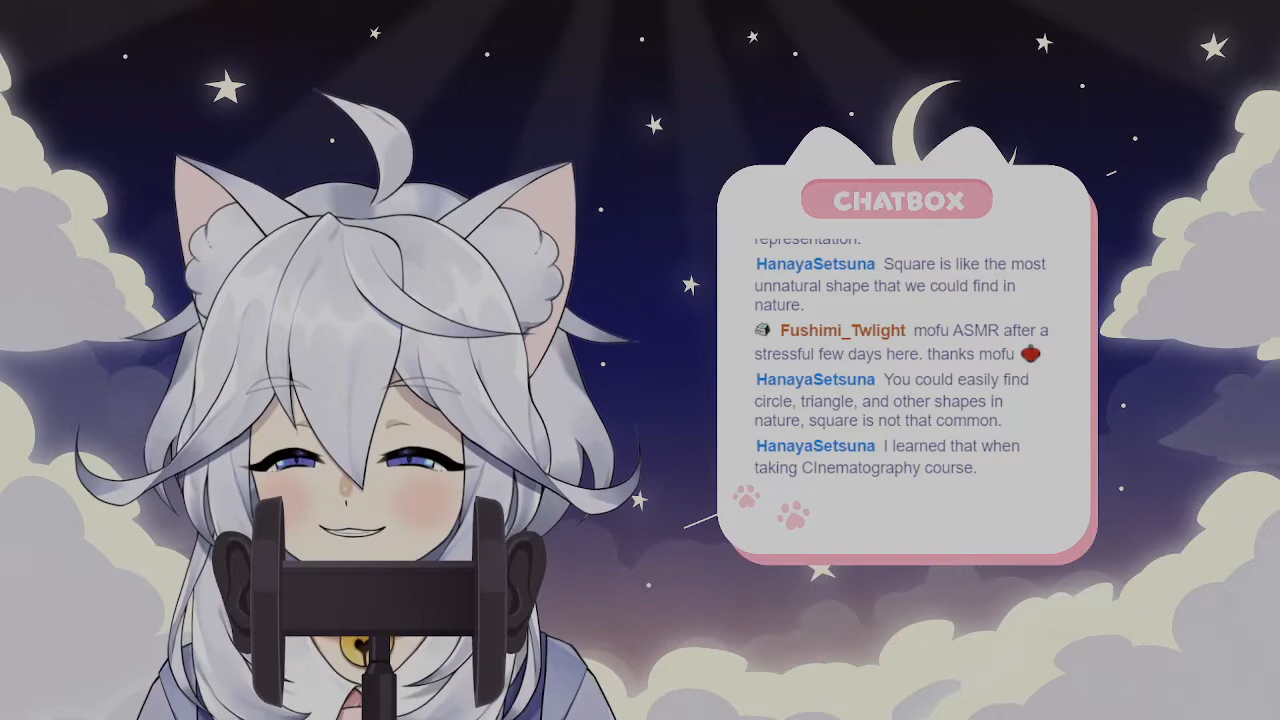 CHATBOX
representation.
HanayaSetsuna Square is like the most
unnatural shape that we could find in
nature.
Fushimi_Twlight mofu ASMR after a
stressful few days here. thanks mofu
HanayaSetsuna You could easily find
circle, triangle, and other shapes in
nature, square is not that common.
HanayaSetsuna I learned that when
taking CInematography course.